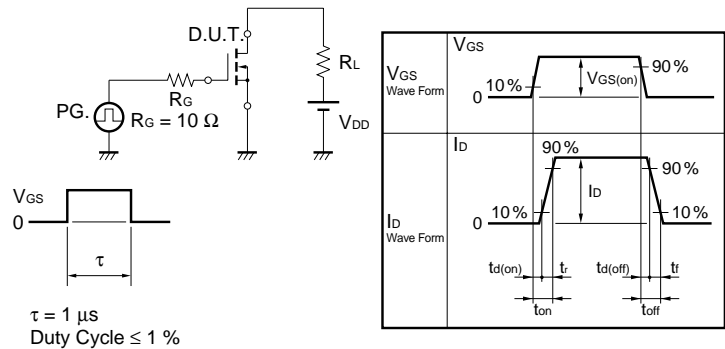 D.U.T.
RL
PG.
RG
RG = 10 Ω
VDD
VGS
0
τ
τ = 1 μs
Duty Cycle ≤ 1 %
VGS
Wave Form
VGS
10 %
VGS(on)
90 %
0
ID
Wave Form
ID
90 %
90 %
10 %
ID
10 %
0
td(on)
tr
td(off)
tf
ton
toff